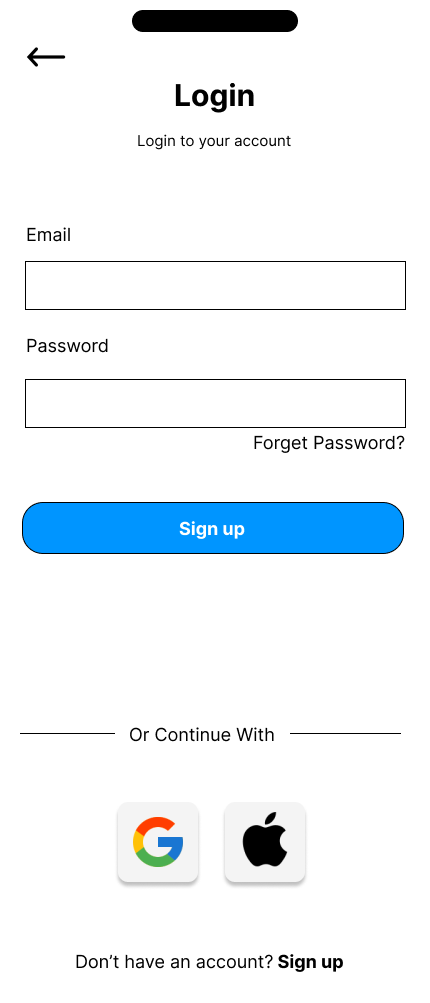 Login
Login to your account
Email
Password
Forget Password?
Sign up
Or Continue With
Don’t have an account? Sign up